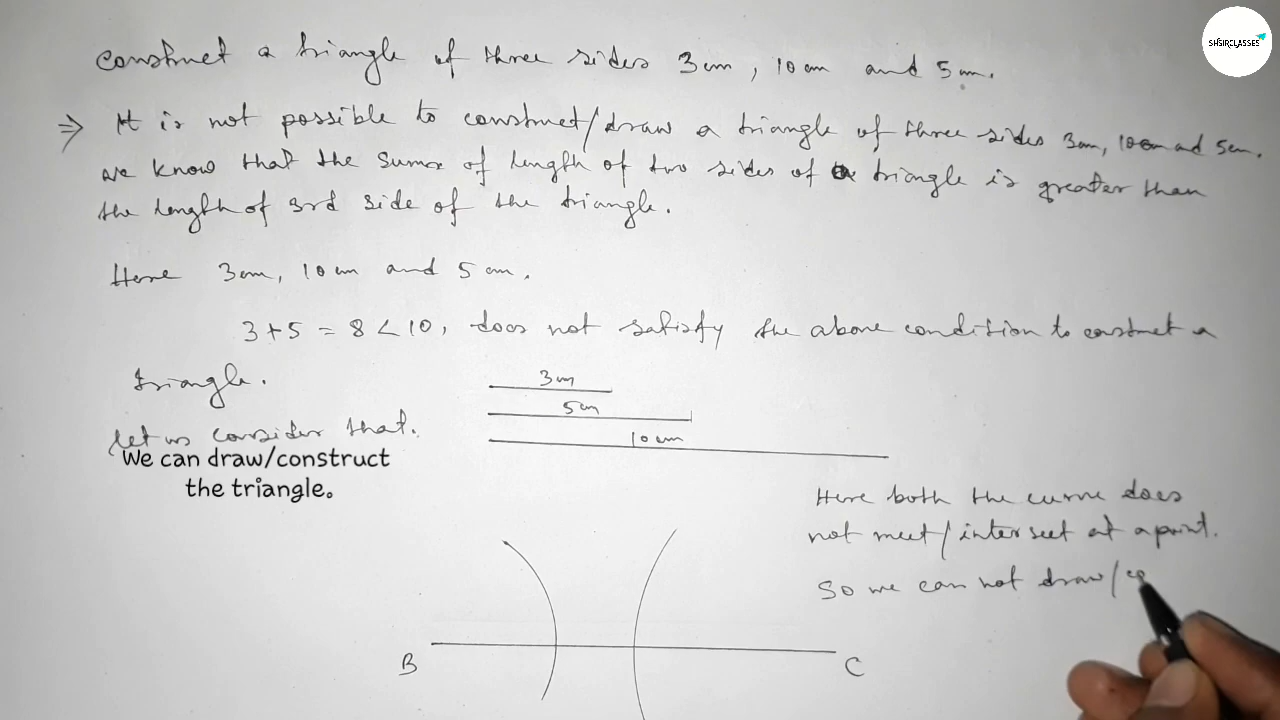 SHSIRCLASSES
Construct a triangle of three sides 3cm, 10cm and 5cm.
⇒ It is not possible to construct/draw a triangle of three sides 3cm, 10cm and 5cm.
we know that the sum of length of two sides of a triangle is greater than
the length of 3rd side of the triangle.
Here 3cm, 10cm and 5cm.
3+5 = 8 < 10, does not satisfy the above condition to construct a
triangle.
3cm
5cm
let us consider that.
10cm
We can draw/construct
the triangle.
Here both the curve does
not meet/intersect at a point.
So we can not draw/co
B
C